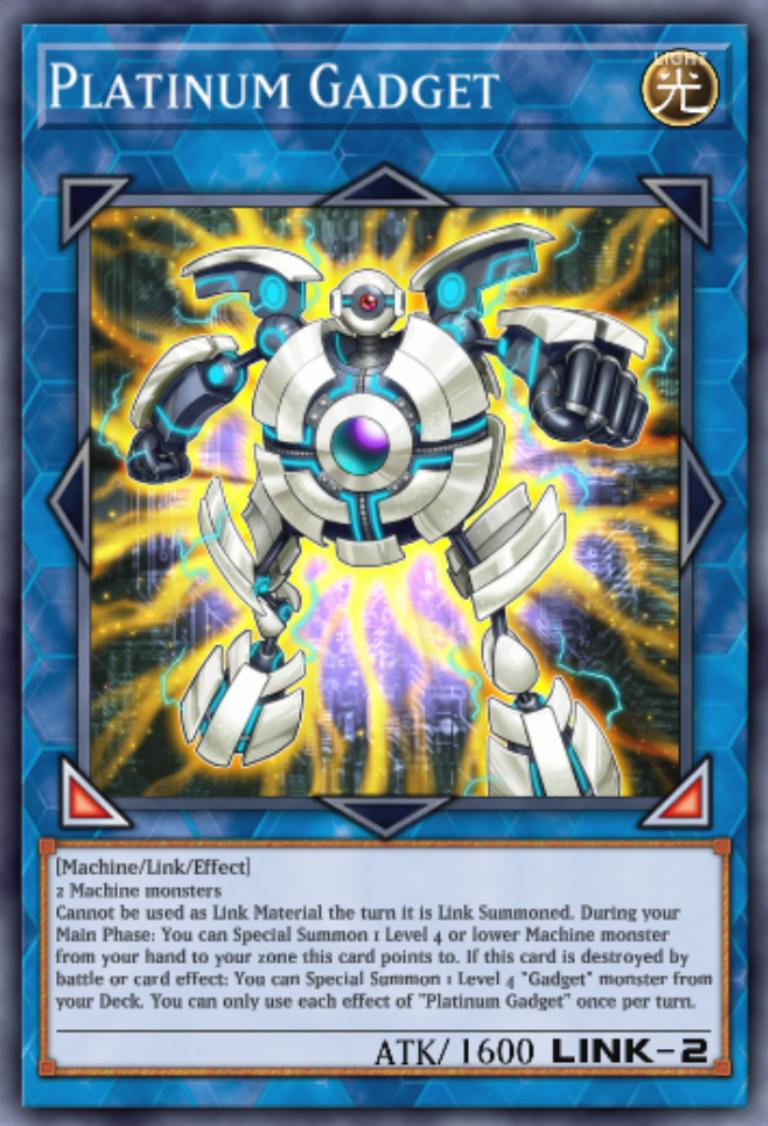 PLATINUM GADGET
LIGHT
光
[Machine/Link/Effect]
2 Machine monsters
Cannot be used as Link Material the turn it is Link Summoned. During your
Main Phase: You can Special Summon 1 Level 4 or lower Machine monster
from your hand to your zone this card points to. If this card is destroyed by
battle or card effect: You can Special Summon 1 Level 4 "Gadget" monster from
your Deck. You can only use each effect of "Platinum Gadget" once per turn.
ATK/ 1600 LINK-2